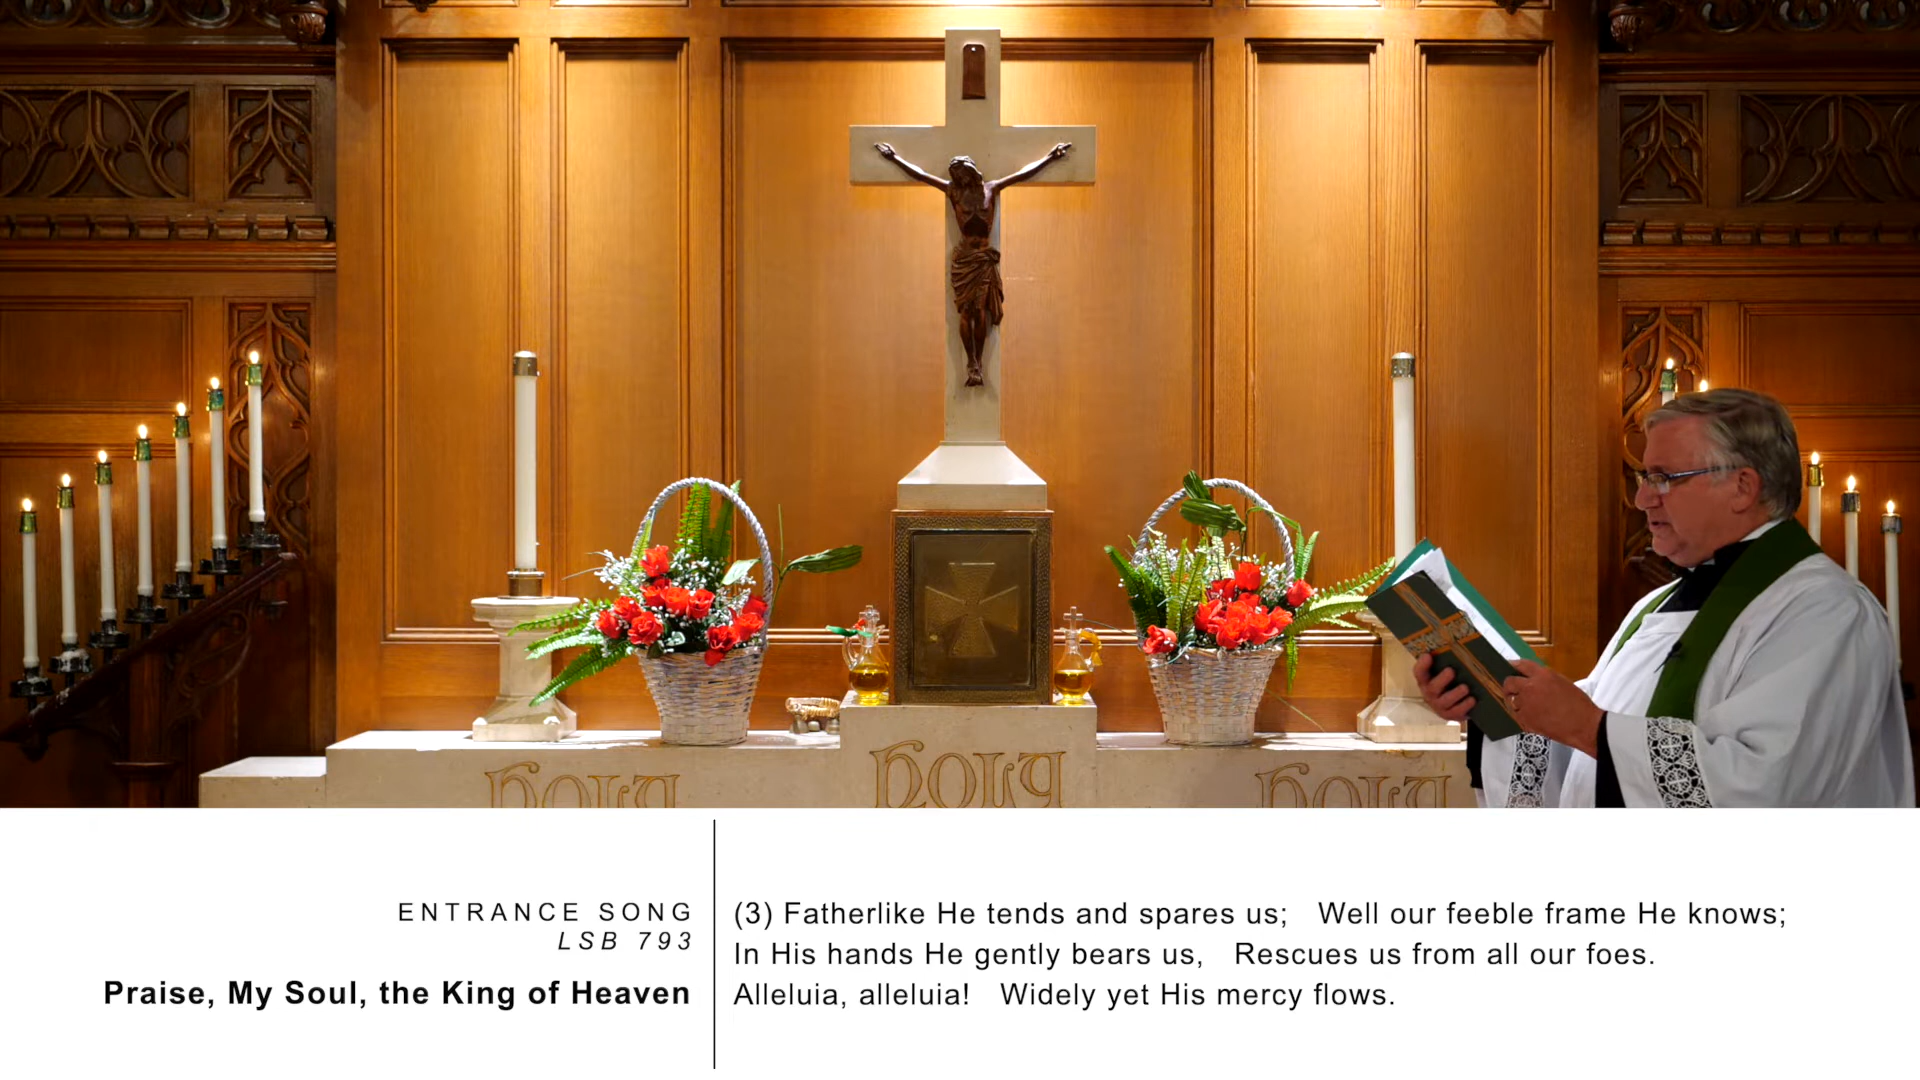 HOLY HOLY HOLY
ENTRANCE SONG
LSB 793
Praise, My Soul, the King of Heaven
(3) Fatherlike He tends and spares us; Well our feeble frame He knows;
In His hands He gently bears us, Rescues us from all our foes.
Alleluia, alleluia! Widely yet His mercy flows.